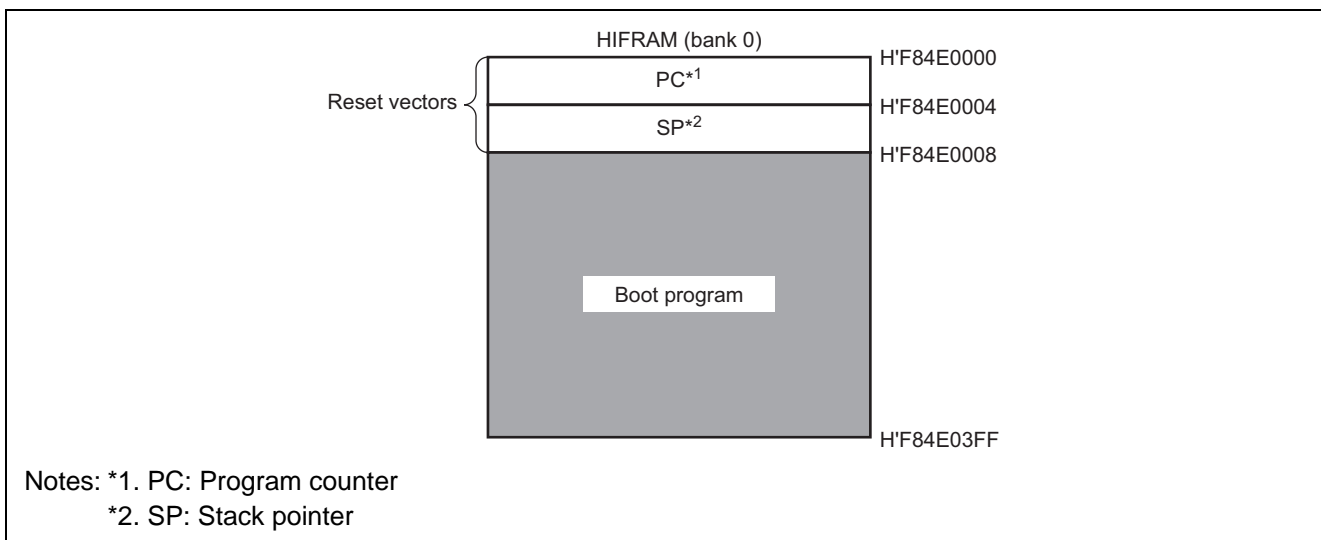 HIFRAM (bank 0)
H'F84E0000
PC*1
Reset vectors
H'F84E0004
SP*2
H'F84E0008
Boot program
H'F84E03FF
Notes: *1. PC: Program counter
*2. SP: Stack pointer